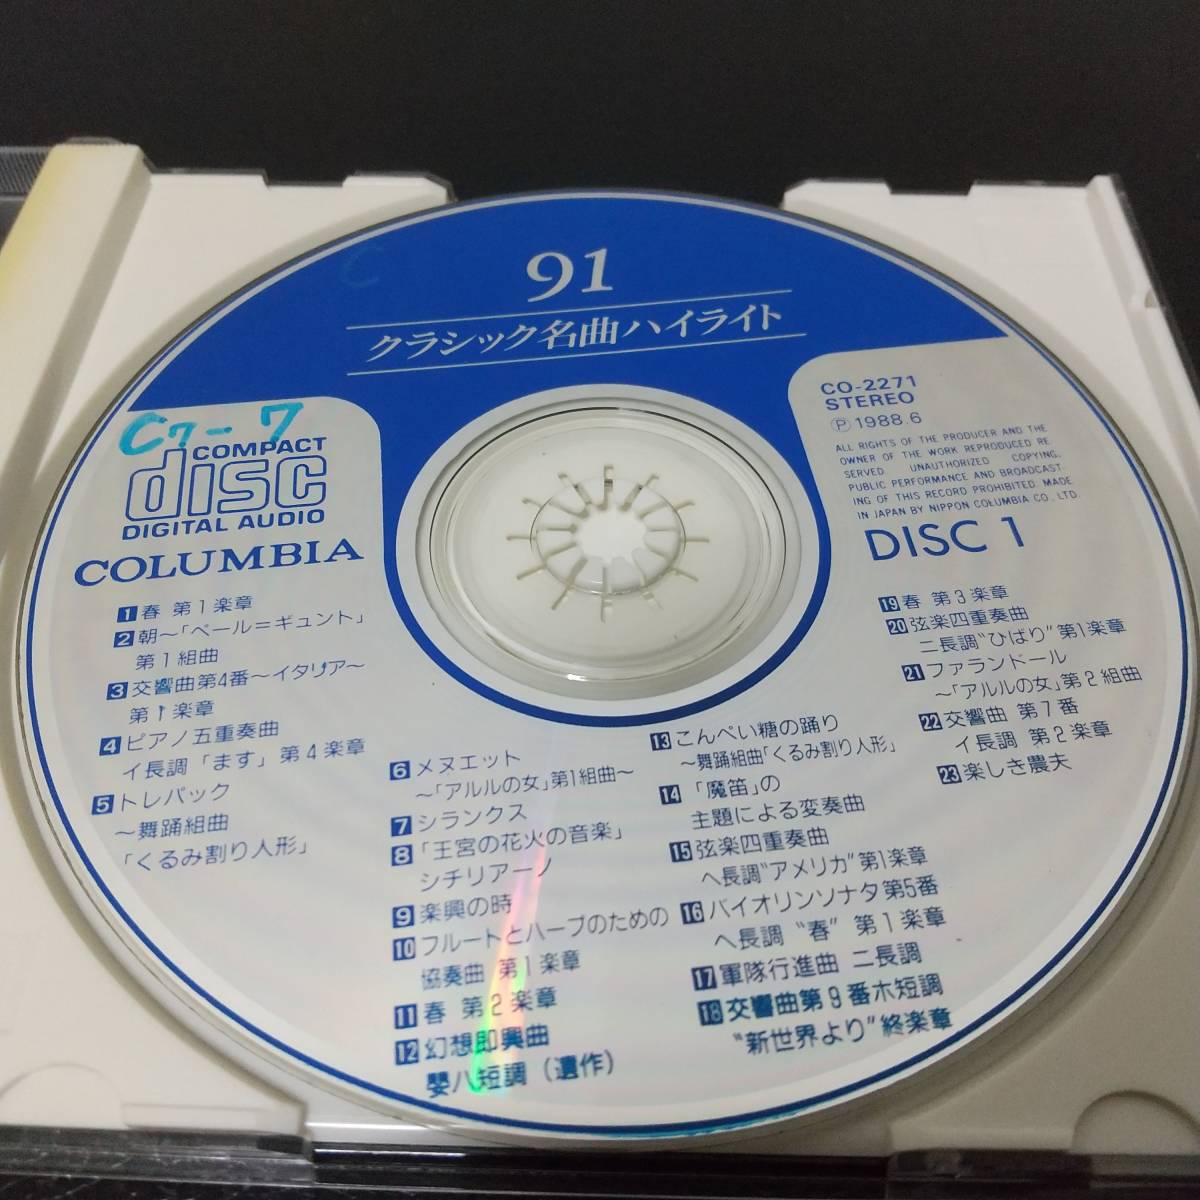 91
クラシック名曲ハイライト
C
Cク-7
COMPACT
disc
DIGITAL AUDIO
COLUMBIA
CO-2271
STEREO
Ⓟ1988.6
ALL RIGHTS OF THE PRODUCER AND THE
OWNER OF THE WORK REPRODUCED RE-
SERVED. UNAUTHORIZED COPYING,
PUBLIC PERFORMANCE AND BROADCAST-
ING OF THIS RECORD PROHIBITED. MADE
IN JAPAN BY NIPPON COLUMBIA CO., LTD.
DISC 1
1 春 第1楽章
2 朝〜「ペール=ギュント」
第1組曲
3 交響曲第4番〜イタリア〜
第1楽章
4 ピアノ五重奏曲
イ長調「ます」第4楽章
5 トレパック
〜舞踊組曲
「くるみ割り人形」
6 メヌエット
〜「アルルの女」第1組曲〜
7 シランクス
8 「王宮の花火の音楽」
シチリアーノ
9 楽興の時
10 フルートとハープのための
協奏曲 第1楽章
11 春 第2楽章
12 幻想即興曲
嬰ハ短調(遺作)
13 こんぺい糖の踊り
〜舞踊組曲「くるみ割り人形」
14 「魔笛」の
主題による変奏曲
15 弦楽四重奏曲
ヘ長調"アメリカ"第1楽章
16 バイオリンソナタ第5番
ヘ長調 "春" 第1楽章
17 軍隊行進曲 ニ長調
18 交響曲第9番ホ短調
"新世界より"終楽章
19 春 第3楽章
20 弦楽四重奏曲
ニ長調"ひばり"第1楽章
21 ファランドール
〜「アルルの女」第2組曲
22 交響曲 第7番
イ長調 第2楽章
23 楽しき農夫